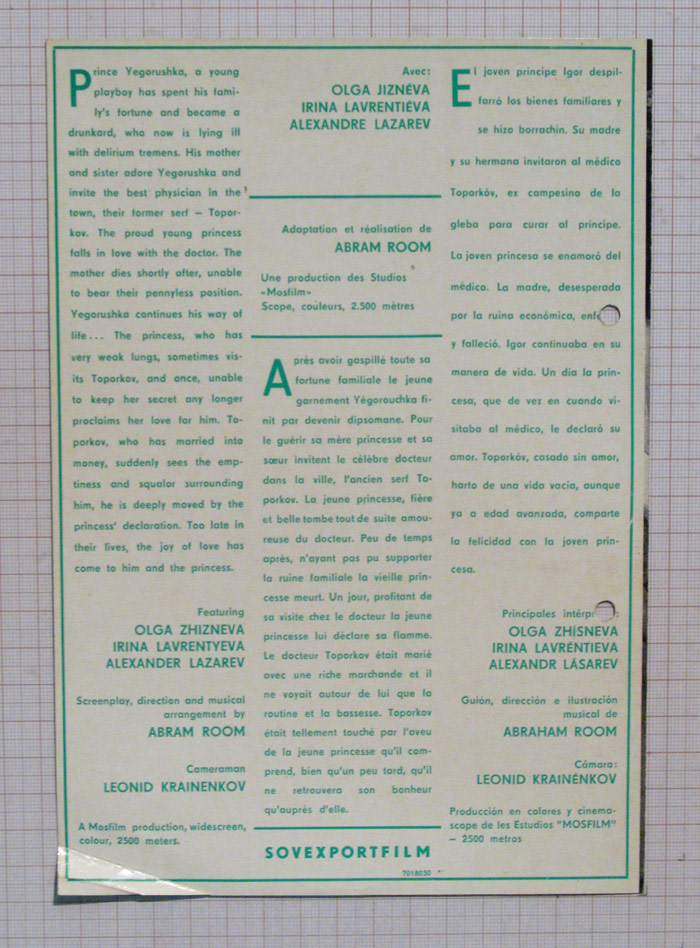 Prince Yegorushka, a young
playboy has spent his fami-
ly's fortune and became a
drunkard, who now is lying ill
with delirium tremens. His mother
and sister adore Yegorushka and
invite the best physician in the
town, their former serf — Topor-
kov. The proud young princess
falls in love with the doctor. The
mother dies shortly after, unable
to bear their pennyless position.
Yegorushka continues his way of
life... The princess, who has
very weak lungs, sometimes vis-
its Toporkov, and once, unable
to keep her secret any longer
proclaims her love for him. To-
porkov, who has married into
money, suddenly sees the emp-
tiness and squalor surrounding
him, he is deeply moved by the
princess' declaration. Too late in
their lives, the joy of love has
come to him and the princess.
Featuring
OLGA ZHIZNEVA
IRINA LAVRENTYEVA
ALEXANDER LAZAREV
Screenplay, direction and musical
arrangement by
ABRAM ROOM
Cameraman
LEONID KRAINENKOV
A Mosfilm production, widescreen,
colour, 2500 meters.
Avec:
OLGA JIZNÉVA
IRINA LAVRENTIÉVA
ALEXANDRE LAZAREV
Adaptation et réalisation de
ABRAM ROOM
Une production des Studios
«Mosfilm»
Scope, couleurs, 2.500 mètres
Après avoir gaspillé toute sa
fortune familiale le jeune
garnement Yégorouchka fi-
nit par devenir dipsomane. Pour
le guérir sa mère princesse et sa
sœur invitent le célèbre docteur
dans la ville, l'ancien serf To-
porkov. La jeune princesse, fière
et belle tombe tout de suite amou-
reuse du docteur. Peu de temps
après, n'ayant pas pu supporter
la ruine familiale la vieille prin-
cesse meurt. Un jour, profitant de
sa visite chez le docteur la jeune
princesse lui déclare sa flamme.
Le docteur Toporkov était marié
avec une riche marchande et il
ne voyait autour de lui que la
routine et la bassesse. Toporkov
était tellement touché par l'aveu
de la jeune princesse qu'il com-
prend, bien qu'un peu tard, qu'il
ne retrouvera son bonheur
qu'auprès d'elle.
SOVEXPORTFILM
7018030
El joven príncipe Igor despil-
farró los bienes familiares y
se hizo borrachín. Su madre
y su hermana invitaron al médico
Toporkóv, ex campesino de la
gleba para curar al príncipe.
La joven princesa se enamoró del
médico. La madre, desesperada
por la ruina económica,
y falleció. Igor continuaba en su
manera de vida. Un día la prin-
cesa, que de vez en cuando vi-
sitaba al médico, le declaró su
amor. Toporkóv, casado sin amor,
harto de una vida vacía, aunque
ya a edad avanzada, comparte
la felicidad con la joven prin-
cesa.
Principales
OLGA ZHÍSNEVA
IRINA LAVRÉNTIEVA
ALEXANDR LÁSAREV
Guión, dirección e ilustración
musical de
ABRAHAM ROOM
Cámara:
LEONID KRAINÉNKOV
Producción en colores y cinema-
scope de les Estudios "MOSFILM"
— 2500 metros